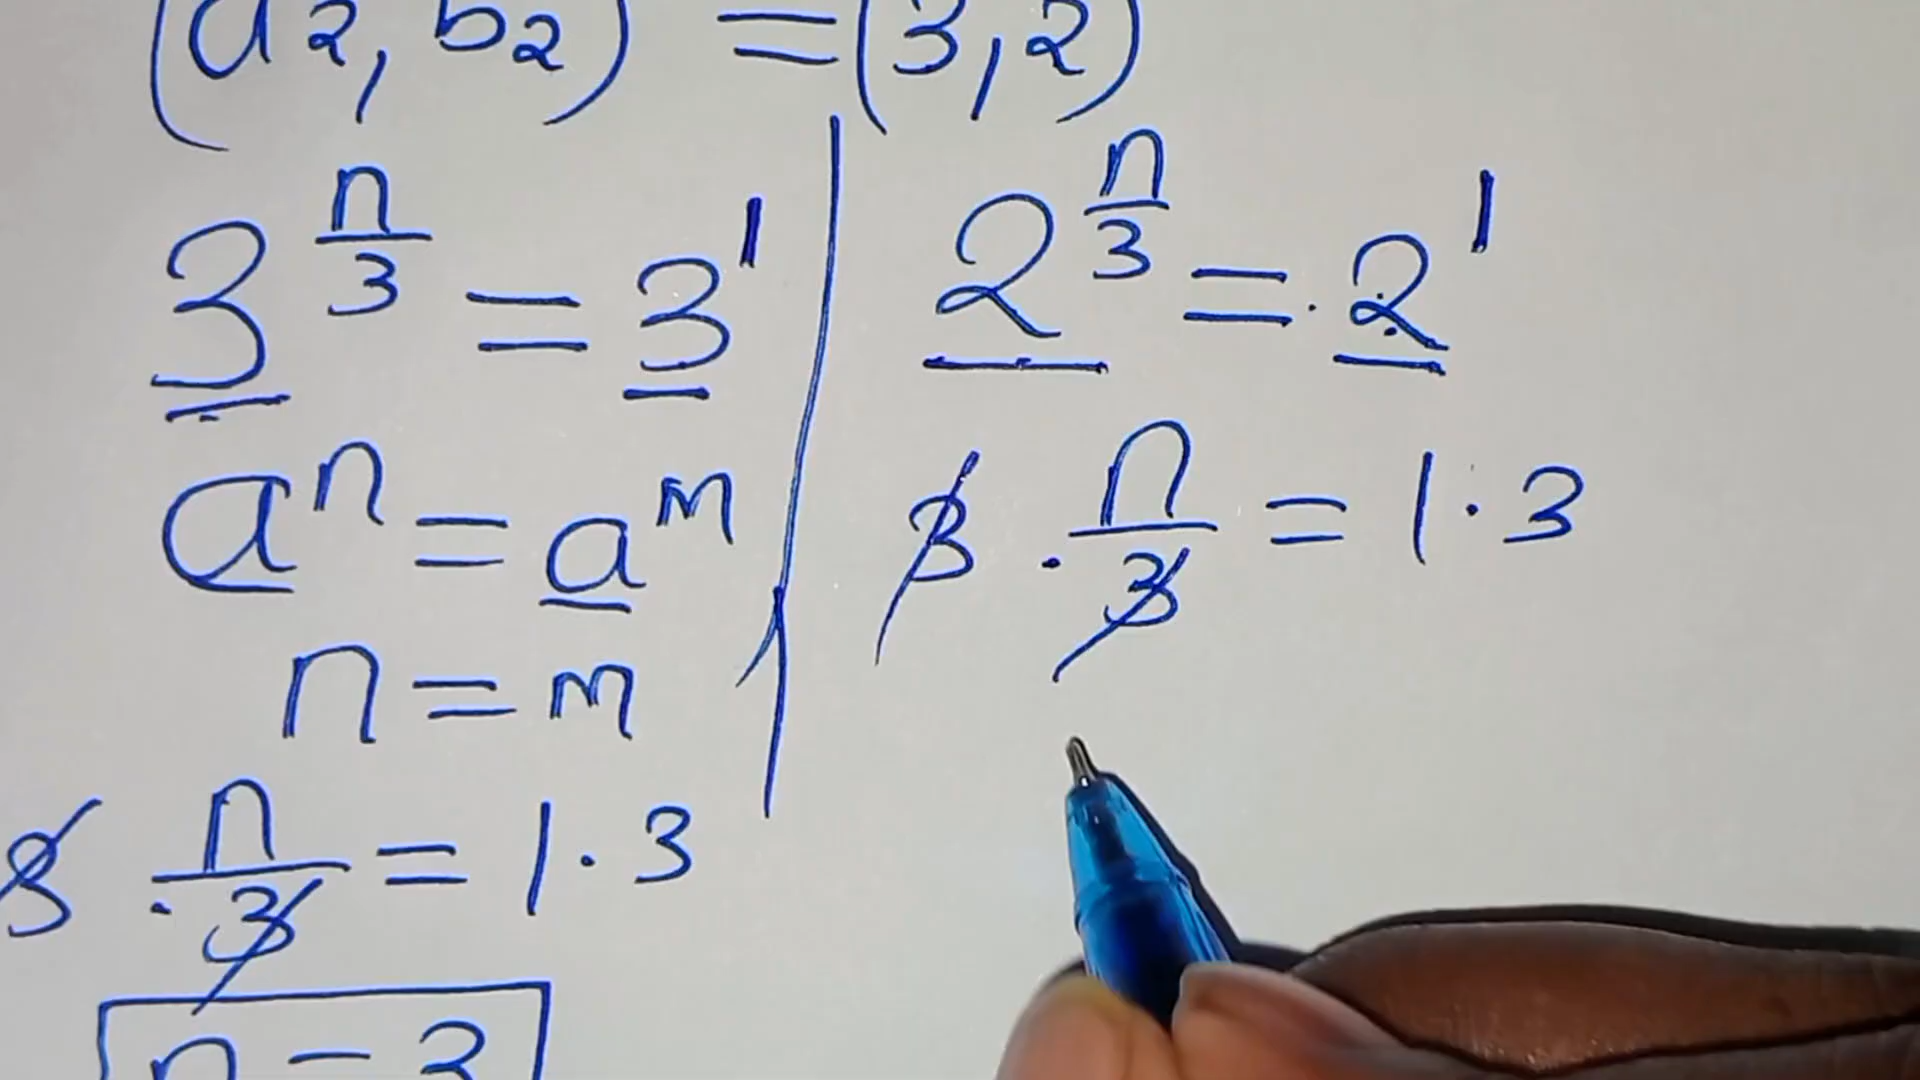 (a₂, b₂) = (3, 2)
3^(n/3) = 3^1
a^n = a^m
n = m
3 · n/3 = 1 · 3
n = 3
2^(n/3) = 2^1
3 · n/3 = 1 · 3